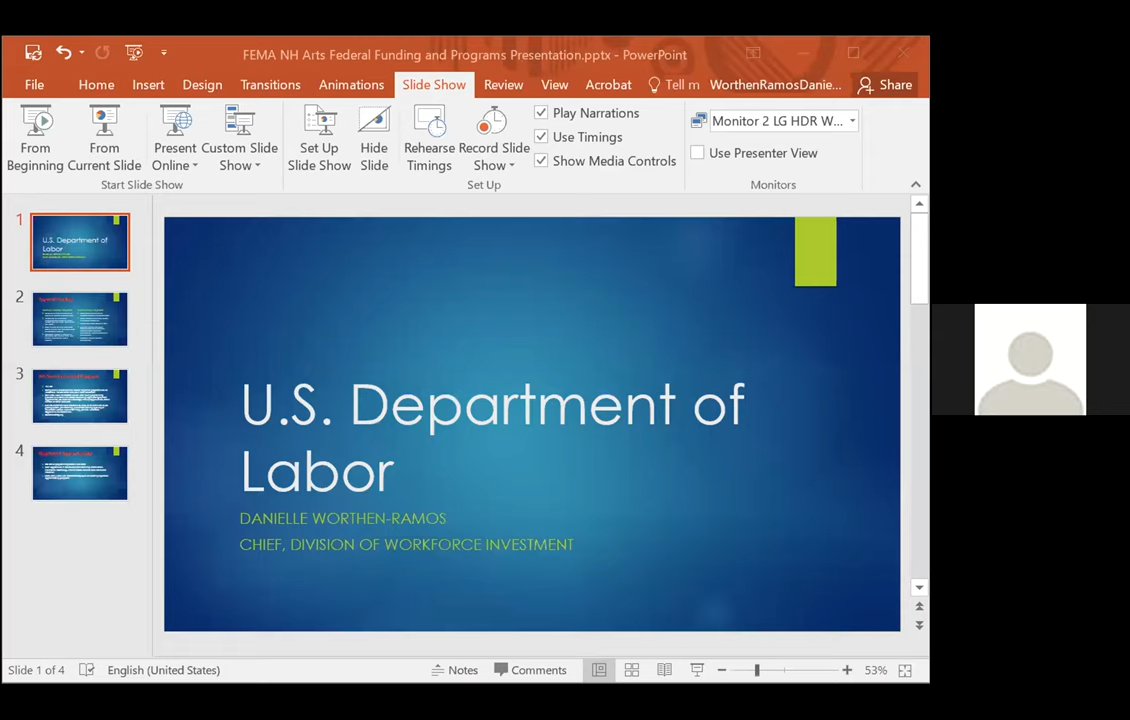 FEMA NH Arts Federal Funding and Programs Presentation.pptx - PowerPoint
File Home Insert Design Transitions Animations Slide Show Review View Acrobat Tell m WorthenRamosDanie... Share
From Beginning
From Current Slide
Present Online
Custom Slide Show
Set Up Slide Show
Hide Slide
Rehearse Timings
Record Slide Show
Play Narrations
Use Timings
Show Media Controls
Monitor 2 LG HDR W...
Use Presenter View
Start Slide Show
Set Up
Monitors
1
U.S. Department of
Labor
2
3
4
U.S. Department of
Labor
DANIELLE WORTHEN-RAMOS
CHIEF, DIVISION OF WORKFORCE INVESTMENT
Slide 1 of 4 English (United States) Notes Comments 53%